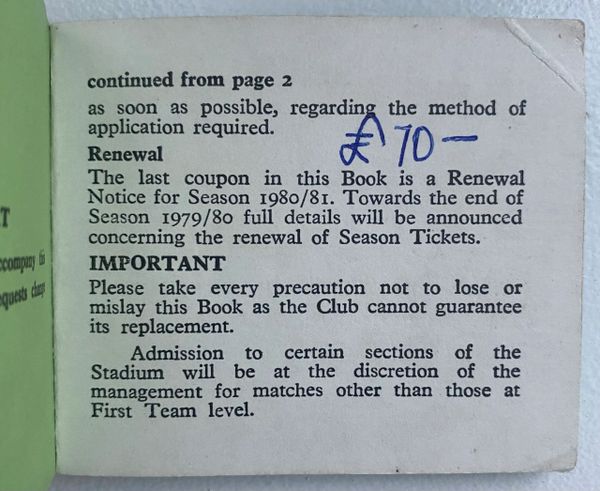 continued from page 2
as soon as possible, regarding the method of
application required.
£70—
Renewal
The last coupon in this Book is a Renewal
Notice for Season 1980/81. Towards the end of
Season 1979/80 full details will be announced
concerning the renewal of Season Tickets.
IMPORTANT
Please take every precaution not to lose or
mislay this Book as the Club cannot guarantee
its replacement.
Admission to certain sections of the
Stadium will be at the discretion of the
management for matches other than those at
First Team level.